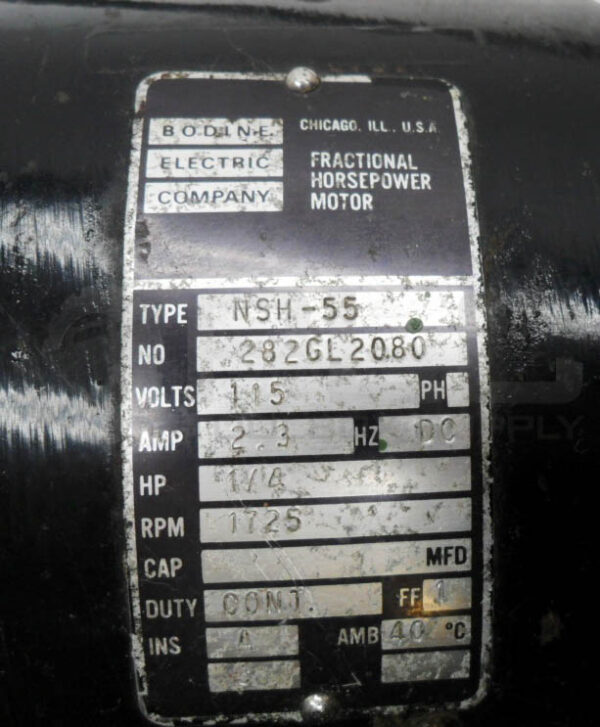 BODINE
ELECTRIC
COMPANY
CHICAGO, ILL., U.S.A.
FRACTIONAL
HORSEPOWER
MOTOR
TYPE NSH-55
NO 282GL2080
VOLTS 115 PH
AMP 2.3 HZ DC
HP 1/4
RPM 1725
CAP MFD
DUTY CONT. FF 1
INS A AMB 40 °C
SUPPLY